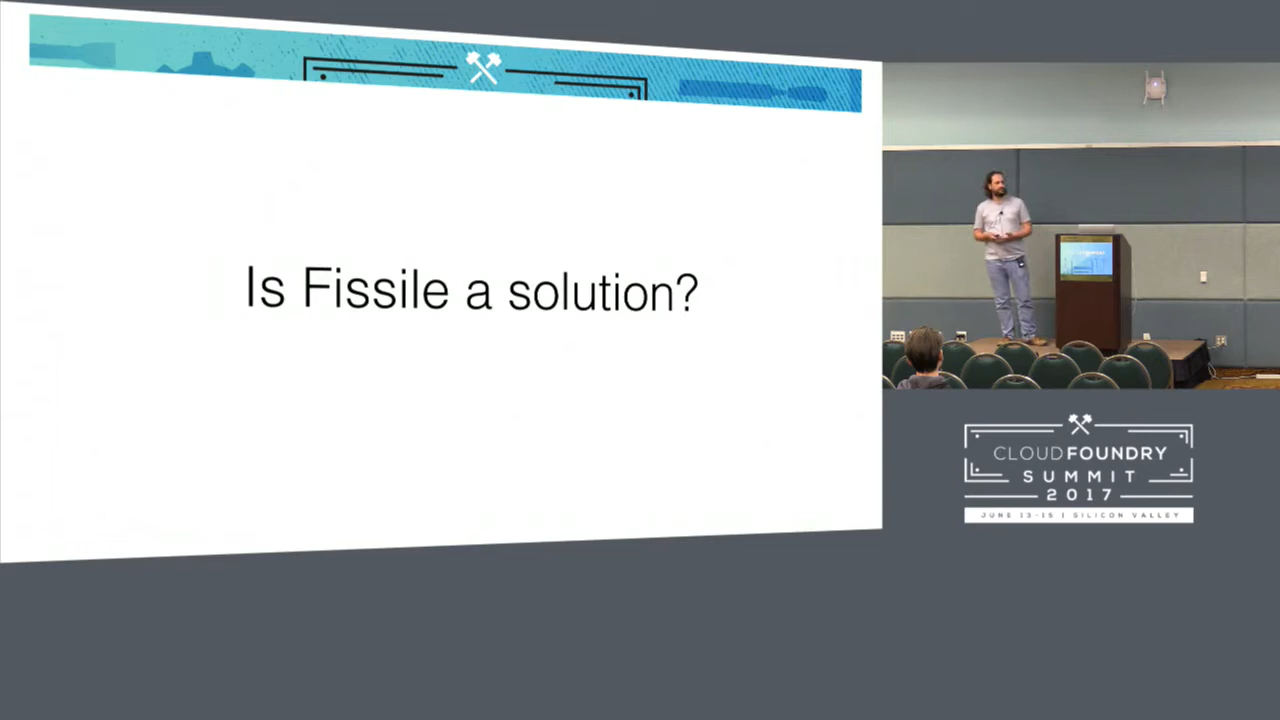 Is Fissile a solution?
CLOUDFOUNDRY
SUMMIT
2017
JUNE 13-15 | SILICON VALLEY